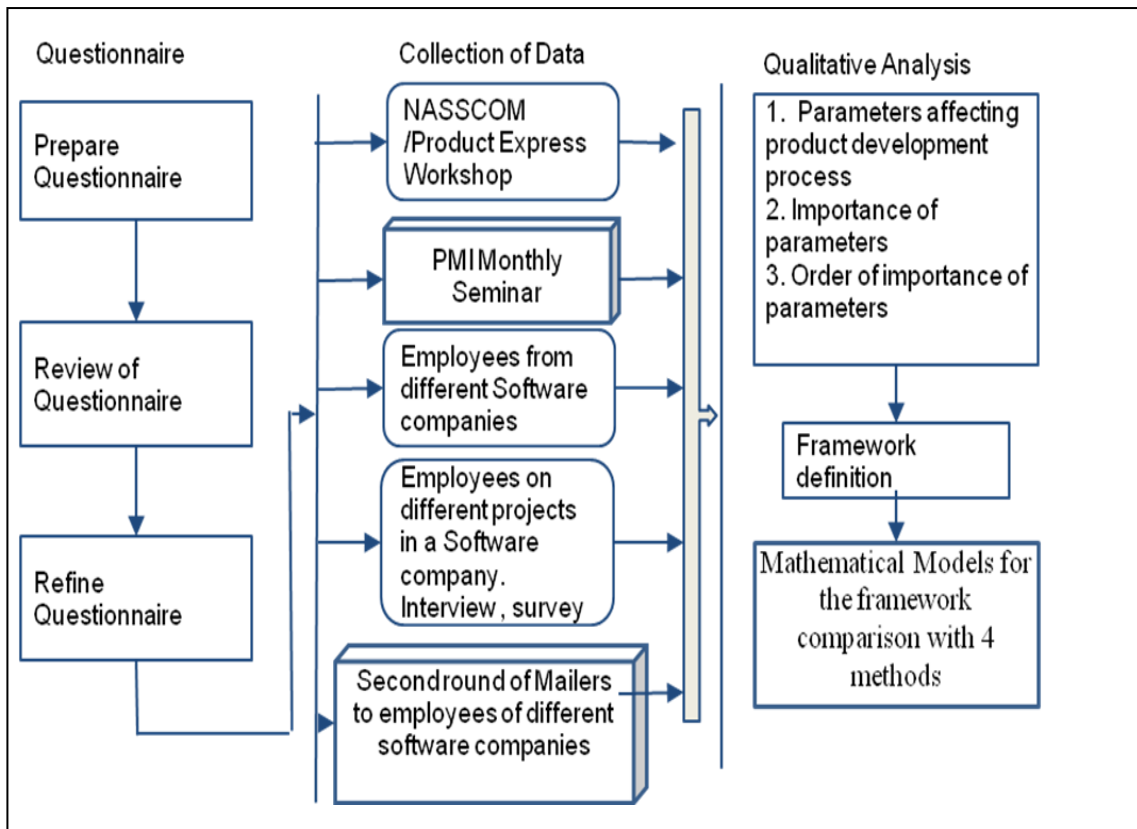 Questionnaire
Prepare
Questionnaire
Review of
Questionnaire
Refine
Questionnaire
Collection of Data
NASSCOM
/Product Express
Workshop
PMI Monthly
Seminar
Employees from
different Software
companies
Employees on
different projects
in a Software
company.
Interview, survey
Second round of Mailers
to employees of different
software companies
Qualitative Analysis
1. Parameters affecting
product development
process
2. Importance of
parameters
3. Order of importance of
parameters
Framework
definition
Mathematical Models for
the framework
comparison with 4
methods